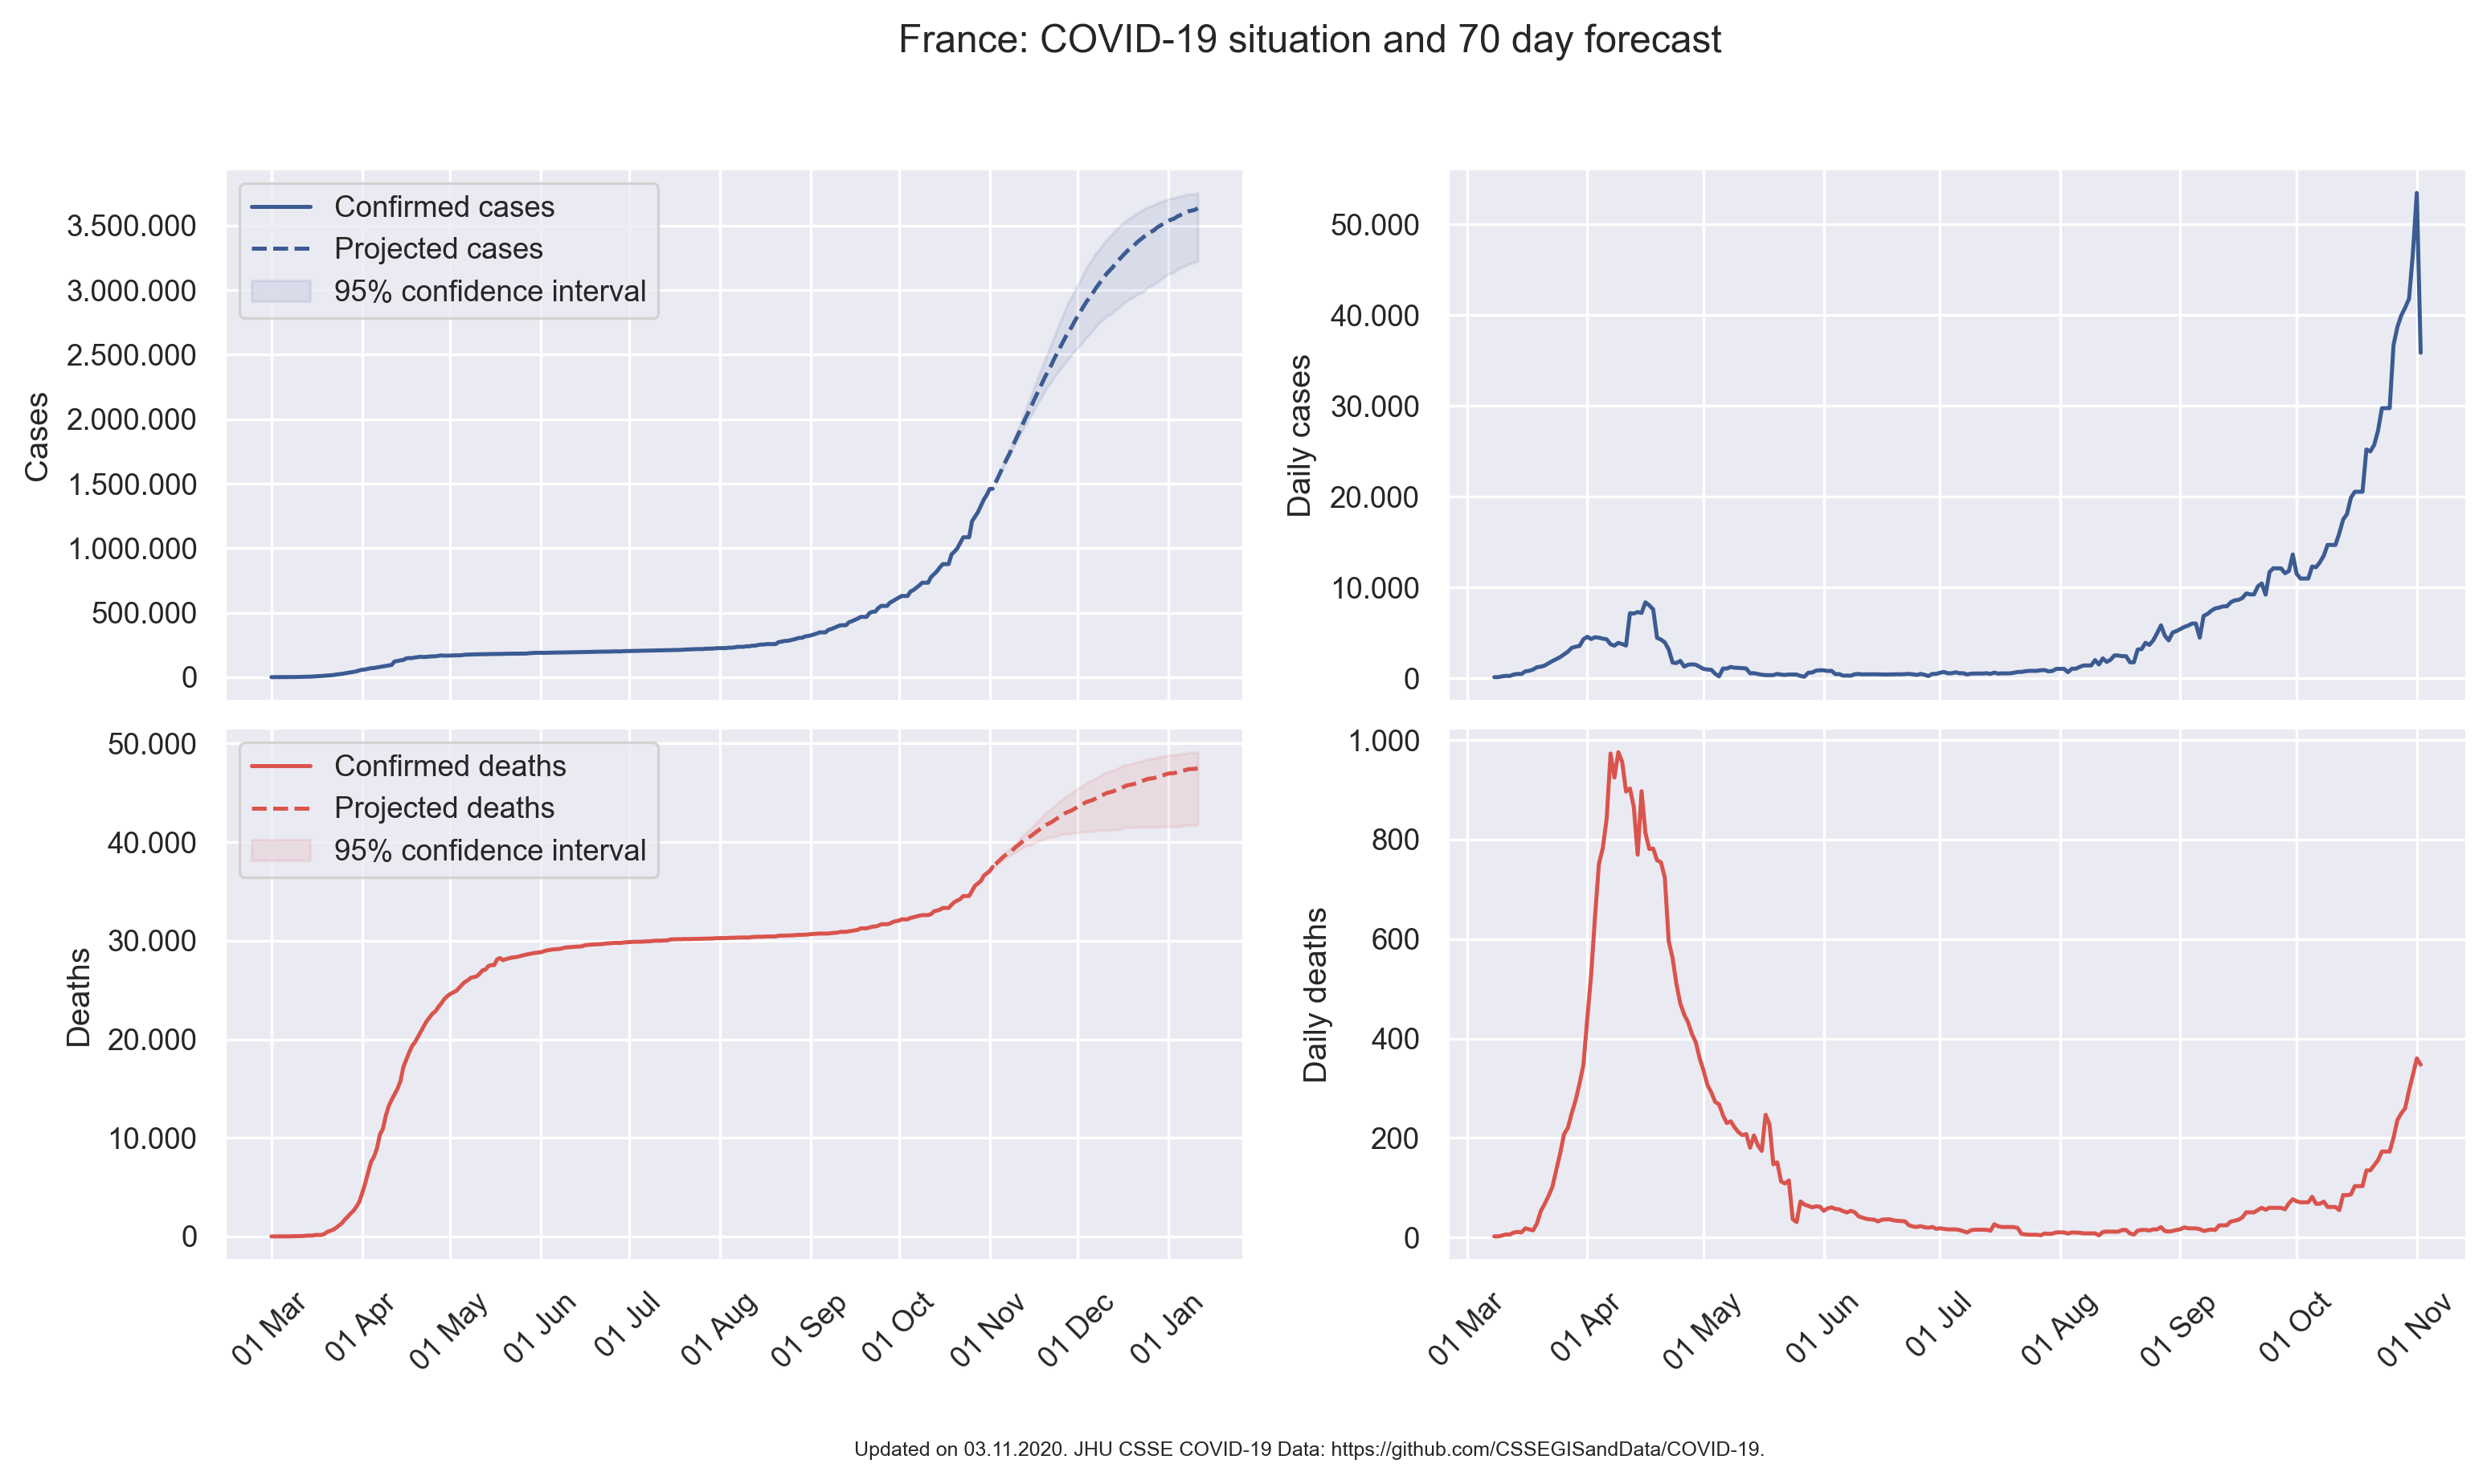 France: COVID-19 situation and 70 day forecast
Confirmed cases
Projected cases
95% confidence interval
Cases
3.500.000
3.000.000
2.500.000
2.000.000
1.500.000
1.000.000
500.000
0
Daily cases
50.000
40.000
30.000
20.000
10.000
0
Confirmed deaths
Projected deaths
95% confidence interval
Deaths
50.000
40.000
30.000
20.000
10.000
0
01 Mar
01 Apr
01 May
01 Jun
01 Jul
01 Aug
01 Sep
01 Oct
01 Nov
01 Dec
01 Jan
Daily deaths
1.000
800
600
400
200
0
01 Mar
01 Apr
01 May
01 Jun
01 Jul
01 Aug
01 Sep
01 Oct
01 Nov
Updated on 03.11.2020. JHU CSSE COVID-19 Data: https://github.com/CSSEGISandData/COVID-19.